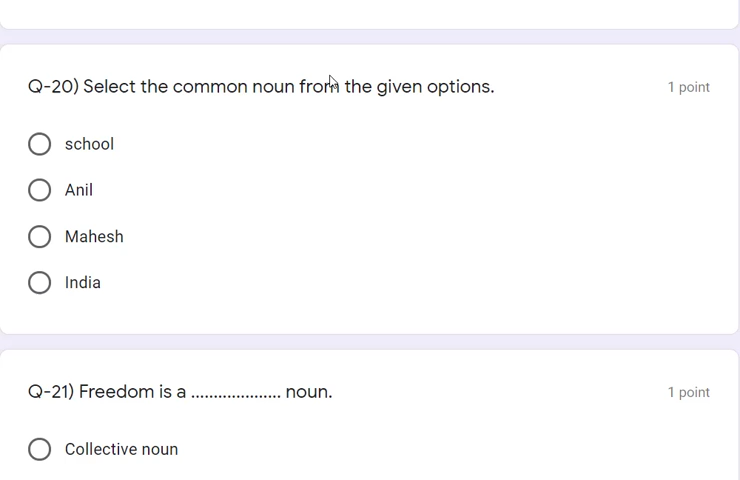 Q-20) Select the common noun from the given options.
1 point
school
Anil
Mahesh
India
Q-21) Freedom is a .................... noun.
1 point
Collective noun